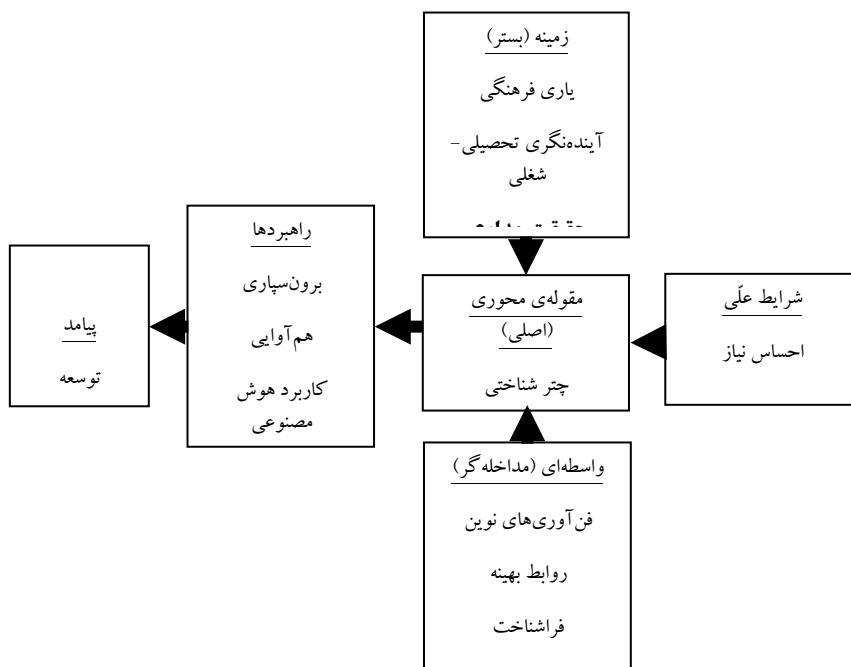 زمینه (بستر)
یاری فرهنگی
آینده‌نگری تحصیلی-
شغلی
شرایط علّی
احساس نیاز
مقوله‌ی محوری
(اصلی)
چتر شناختی
راهبردها
برون‌سپاری
هم‌آوایی
کاربرد هوش
مصنوعی
پیامد
توسعه
واسطه‌ای (مداخله‌گر)
فن‌آوری‌های نوین
روابط بهینه
فراشناخت